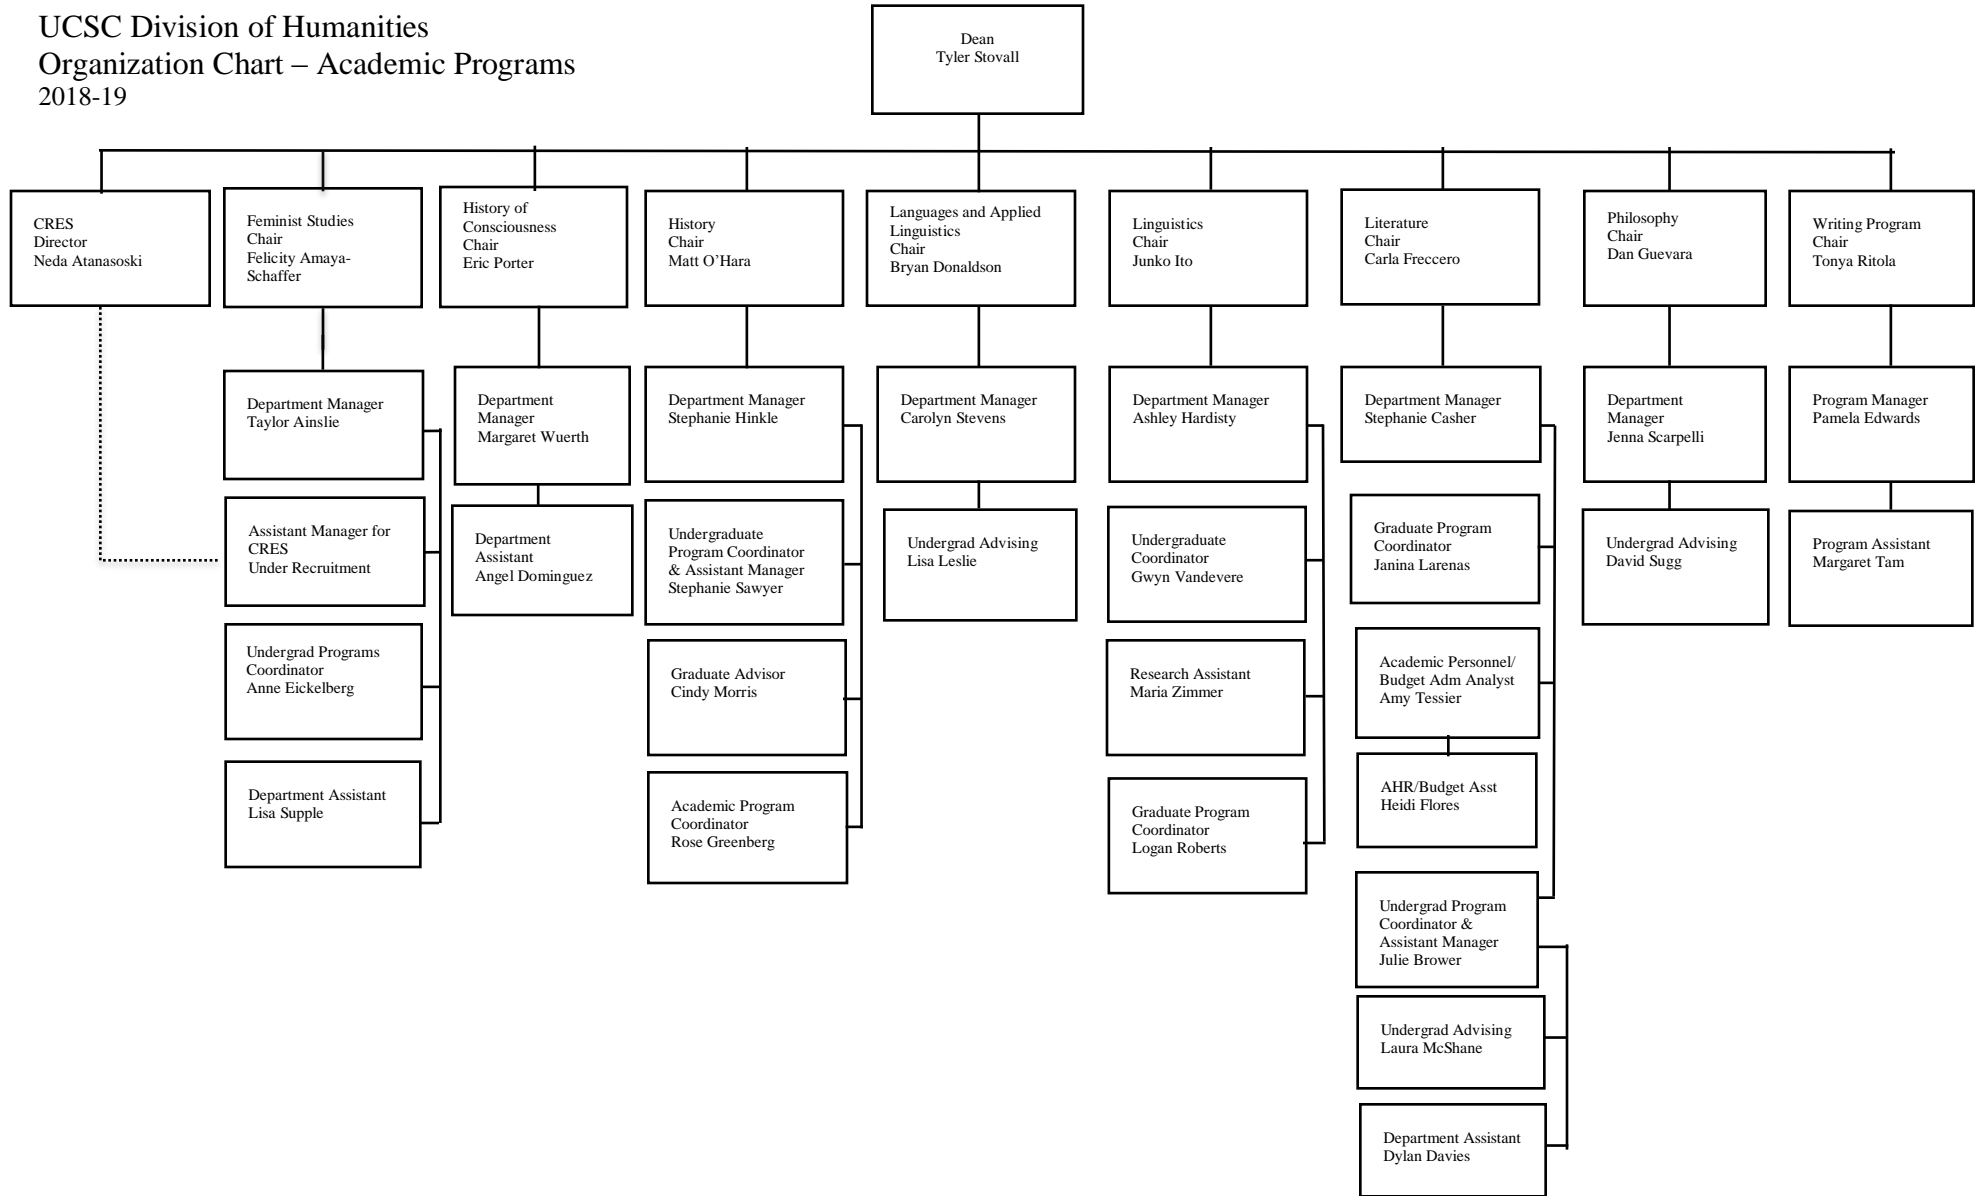 UCSC Division of Humanities
Organization Chart – Academic Programs
2018-19
Dean
Tyler Stovall
CRES
Director
Neda Atanasoski
Feminist Studies
Chair
Felicity Amaya-
Schaffer
History of
Consciousness
Chair
Eric Porter
History
Chair
Matt O’Hara
Languages and Applied
Linguistics
Chair
Bryan Donaldson
Linguistics
Chair
Junko Ito
Literature
Chair
Carla Freccero
Philosophy
Chair
Dan Guevara
Writing Program
Chair
Tonya Ritola
Department Manager
Taylor Ainslie
Assistant Manager for
CRES
Under Recruitment
Undergrad Programs
Coordinator
Anne Eickelberg
Department Assistant
Lisa Supple
Department
Manager
Margaret Wuerth
Department
Assistant
Angel Dominguez
Department Manager
Stephanie Hinkle
Undergraduate
Program Coordinator
& Assistant Manager
Stephanie Sawyer
Graduate Advisor
Cindy Morris
Academic Program
Coordinator
Rose Greenberg
Department Manager
Carolyn Stevens
Undergrad Advising
Lisa Leslie
Department Manager
Ashley Hardisty
Undergraduate
Coordinator
Gwyn Vandevere
Research Assistant
Maria Zimmer
Graduate Program
Coordinator
Logan Roberts
Department Manager
Stephanie Casher
Graduate Program
Coordinator
Janina Larenas
Academic Personnel/
Budget Adm Analyst
Amy Tessier
AHR/Budget Asst
Heidi Flores
Undergrad Program
Coordinator &
Assistant Manager
Julie Brower
Undergrad Advising
Laura McShane
Department Assistant
Dylan Davies
Department
Manager
Jenna Scarpelli
Undergrad Advising
David Sugg
Program Manager
Pamela Edwards
Program Assistant
Margaret Tam